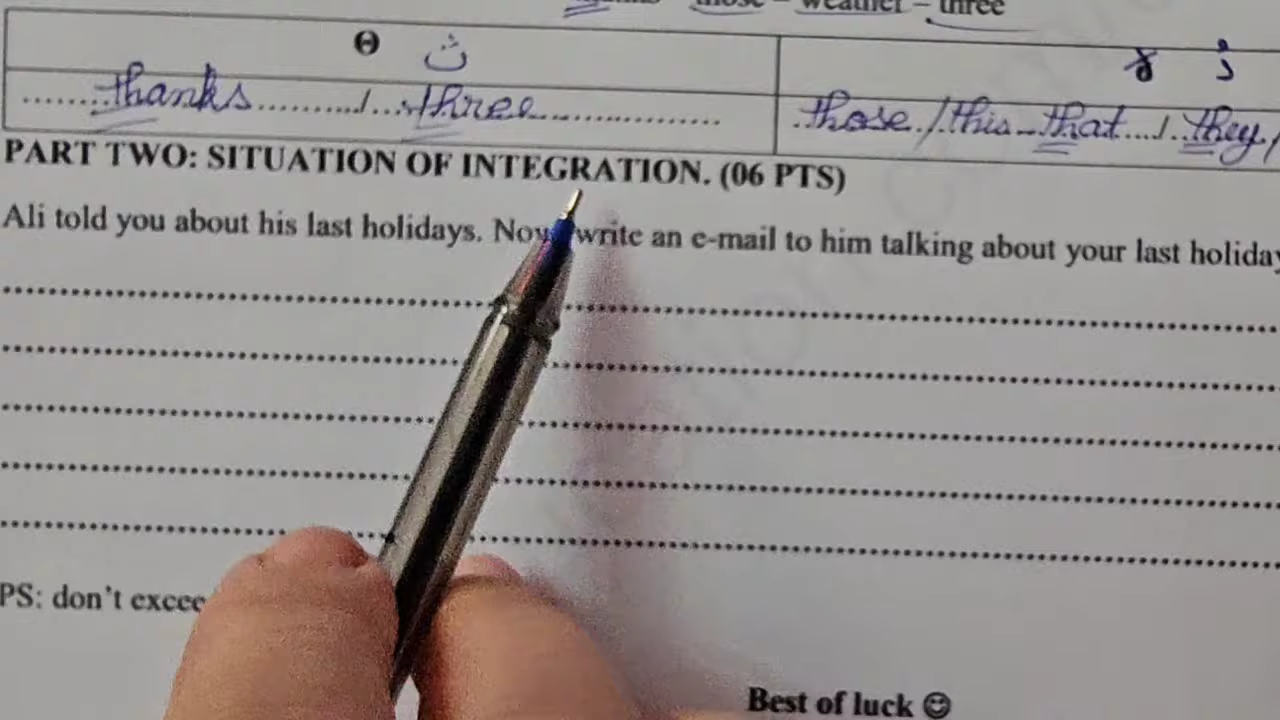 those – weather – three
Θ ث ð ذ
thanks / three those / this _ that / they /
PART TWO: SITUATION OF INTEGRATION. (06 PTS)
Ali told you about his last holidays. Now write an e-mail to him talking about your last holiday
PS: don't excee
Best of luck ☺